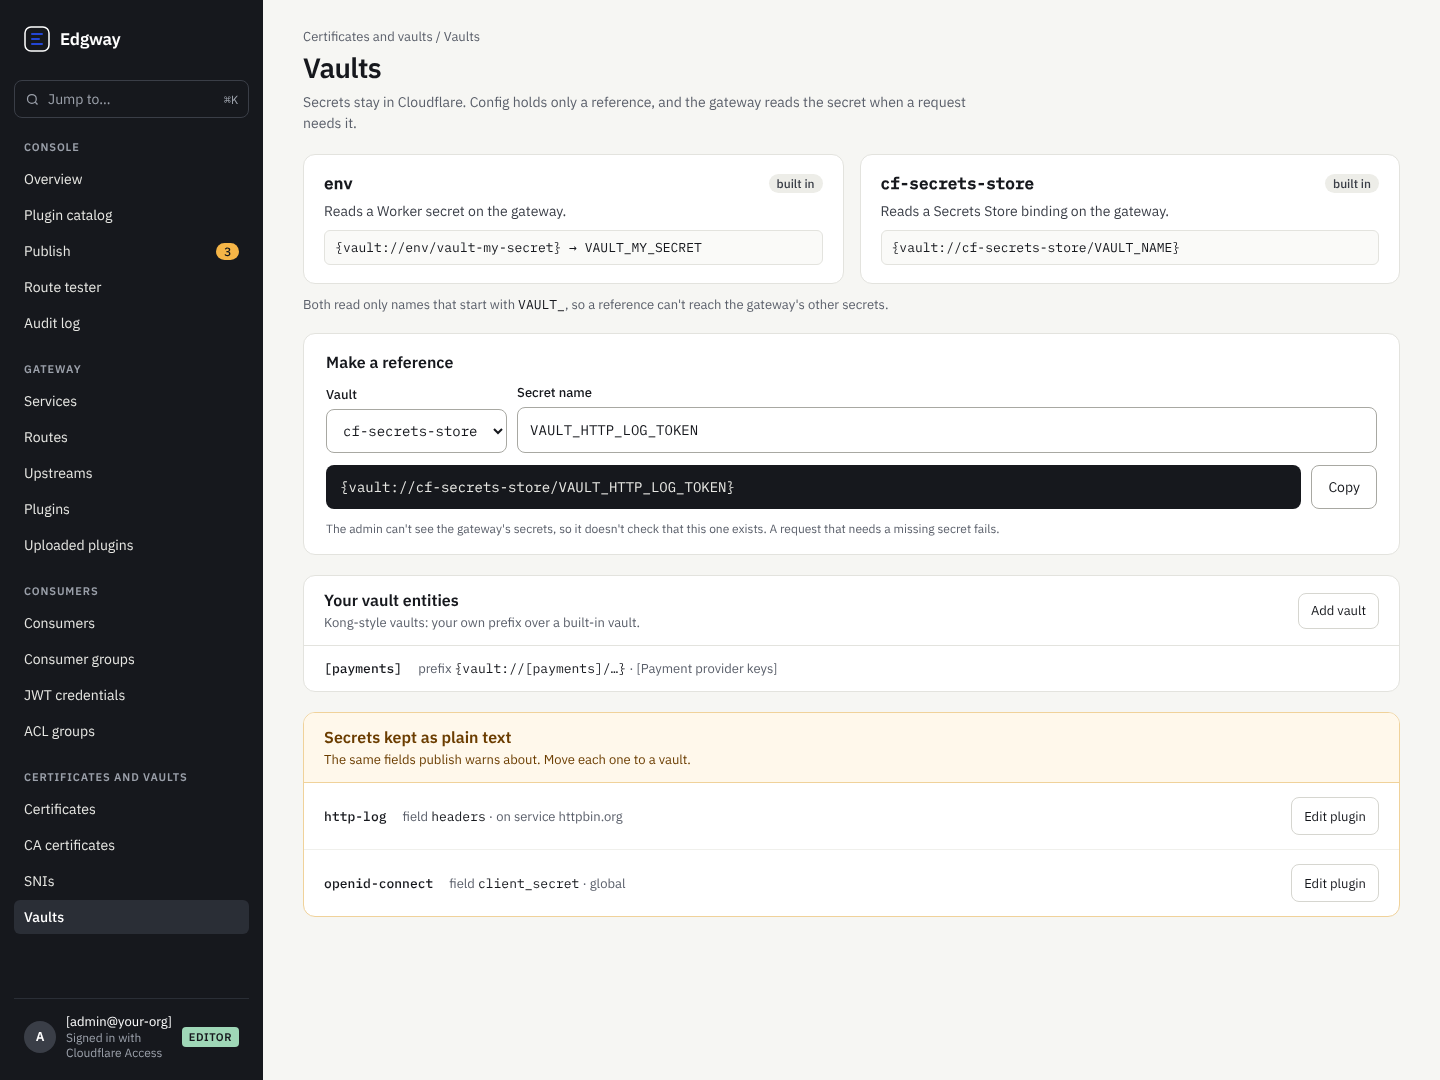 Edgway
Jump to...
⌘K
CONSOLE
Overview
Plugin catalog
Publish
3
Route tester
Audit log
GATEWAY
Services
Routes
Upstreams
Plugins
Uploaded plugins
CONSUMERS
Consumers
Consumer groups
JWT credentials
ACL groups
CERTIFICATES AND VAULTS
Certificates
CA certificates
SNIs
Vaults
A
[admin@your-org]
Signed in with
Cloudflare Access
EDITOR
Certificates and vaults / Vaults
Vaults
Secrets stay in Cloudflare. Config holds only a reference, and the gateway reads the secret when a request
needs it.
env
built in
Reads a Worker secret on the gateway.
{vault://env/vault-my-secret} → VAULT_MY_SECRET
cf-secrets-store
built in
Reads a Secrets Store binding on the gateway.
{vault://cf-secrets-store/VAULT_NAME}
Both read only names that start with VAULT_, so a reference can't reach the gateway's other secrets.
Make a reference
Vault
Secret name
cf-secrets-store
VAULT_HTTP_LOG_TOKEN
{vault://cf-secrets-store/VAULT_HTTP_LOG_TOKEN}
Copy
The admin can't see the gateway's secrets, so it doesn't check that this one exists. A request that needs a missing secret fails.
Your vault entities
Kong-style vaults: your own prefix over a built-in vault.
Add vault
[payments] prefix {vault://[payments]/…} · [Payment provider keys]
Secrets kept as plain text
The same fields publish warns about. Move each one to a vault.
http-log field headers · on service httpbin.org
Edit plugin
openid-connect field client_secret · global
Edit plugin